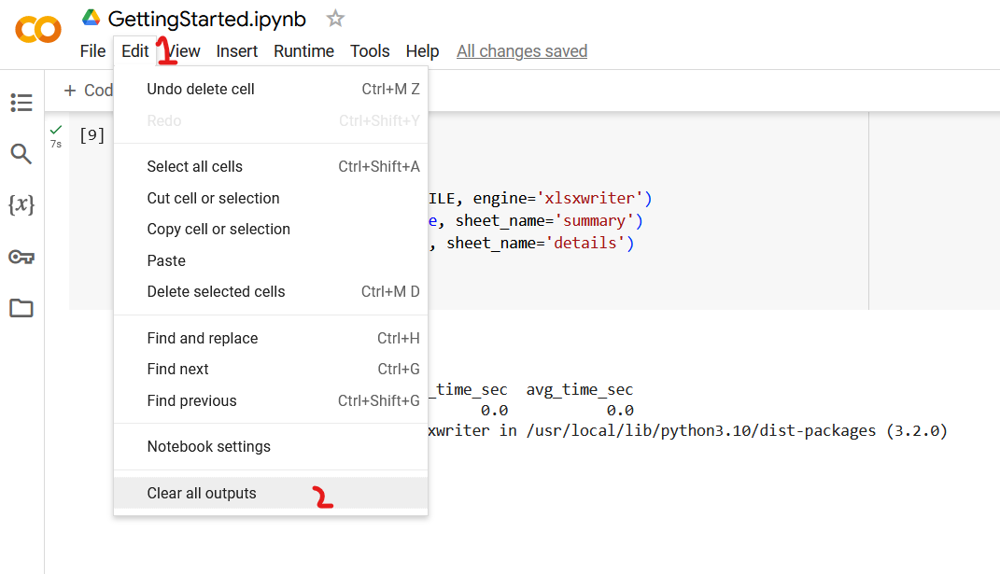 GettingStarted.ipynb
File Edit 1 View Insert Runtime Tools Help All changes saved
+ Cod
Undo delete cell Ctrl+M Z
Redo Ctrl+Shift+Y
7s [9]
Select all cells Ctrl+Shift+A
Cut cell or selection ILE, engine='xlsxwriter')
e, sheet_name='summary')
Copy cell or selection
, sheet_name='details')
Paste
Delete selected cells Ctrl+M D
Find and replace Ctrl+H
Find next Ctrl+G
_time_sec avg_time_sec
Find previous Ctrl+Shift+G
0.0 0.0
xwriter in /usr/local/lib/python3.10/dist-packages (3.2.0)
Notebook settings
Clear all outputs 2
{x}